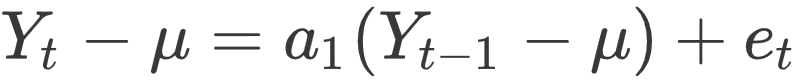 Y_t − μ = a_1(Y_{t−1} − μ) + e_t